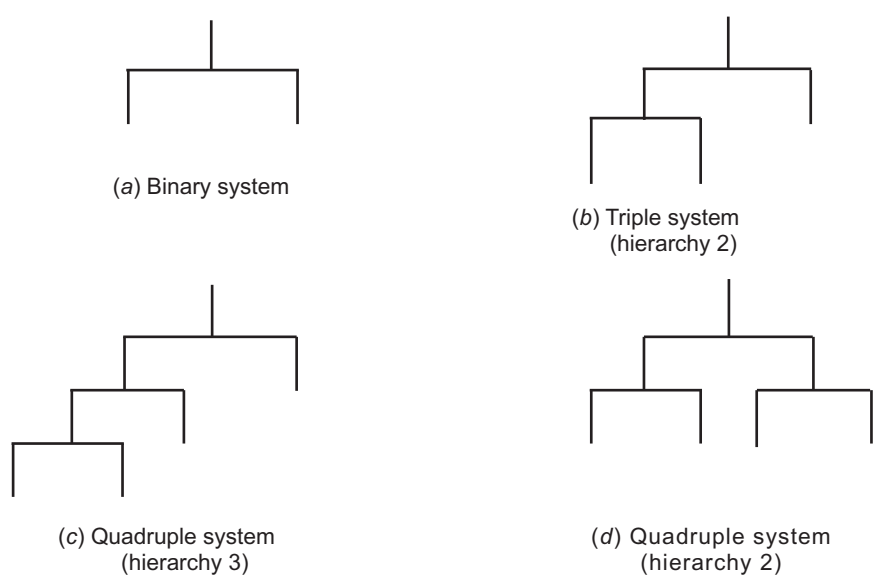 (a) Binary system
(b) Triple system
(hierarchy 2)
(c) Quadruple system
(hierarchy 3)
(d) Quadruple system
(hierarchy 2)